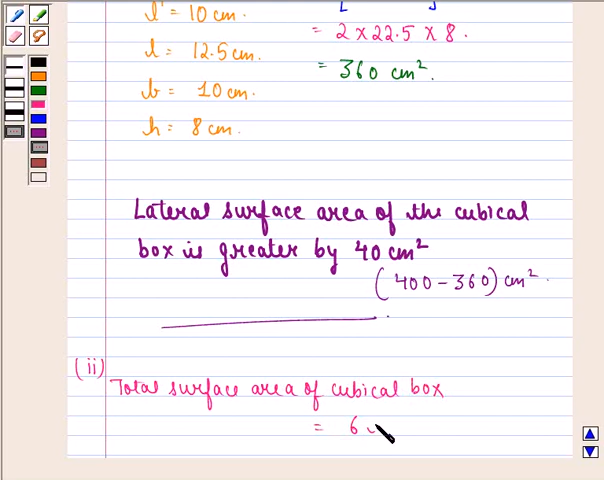 l' = 10 cm.
= 2 × 22.5 × 8.
l = 12.5 cm.
= 360 cm².
b = 10 cm.
h = 8 cm.
Lateral surface area of the cubical
box is greater by 40 cm²
(400 - 360) cm².
(ii)
Total surface area of cubical box
= 6